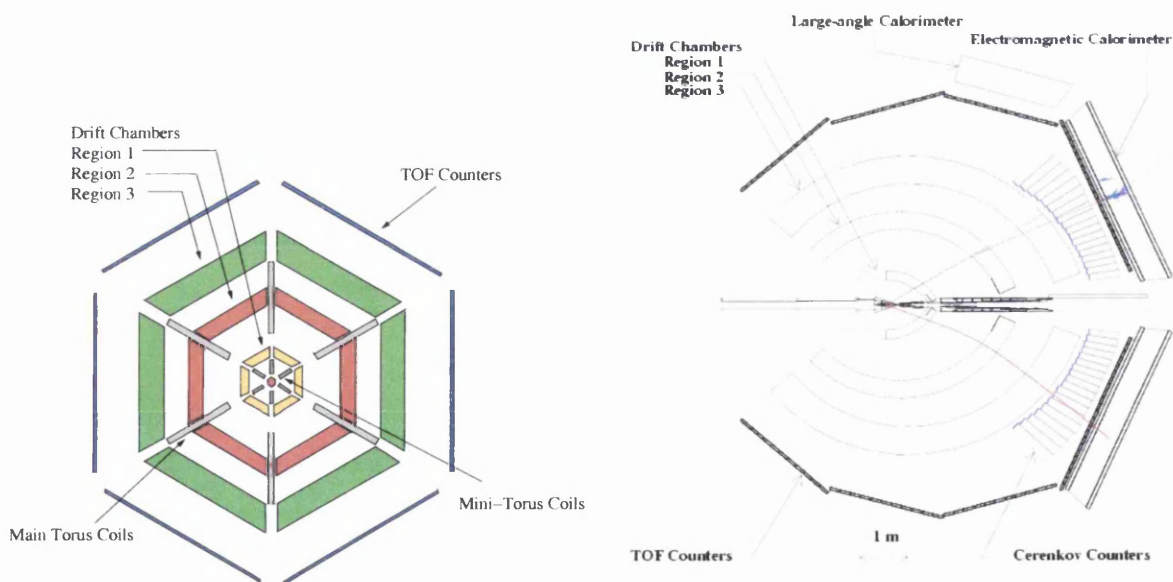 Drift Chambers
Region 1
Region 2
Region 3
TOF Counters
Main Torus Coils
Mini-Torus Coils
Large-angle Calorimeter
Electromagnetic Calorimeter
Drift Chambers
Region 1
Region 2
Region 3
TOF Counters
1 m
Cerenkov Counters